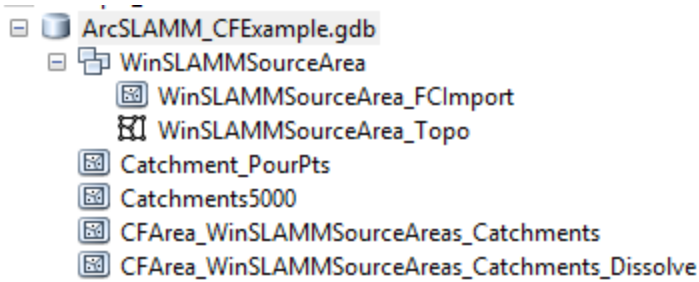 ArcSLAMM_CFExample.gdb
WinSLAMMSourceArea
WinSLAMMSourceArea_FCImport
WinSLAMMSourceArea_Topo
Catchment_PourPts
Catchments5000
CFArea_WinSLAMMSourceAreas_Catchments
CFArea_WinSLAMMSourceAreas_Catchments_Dissolve